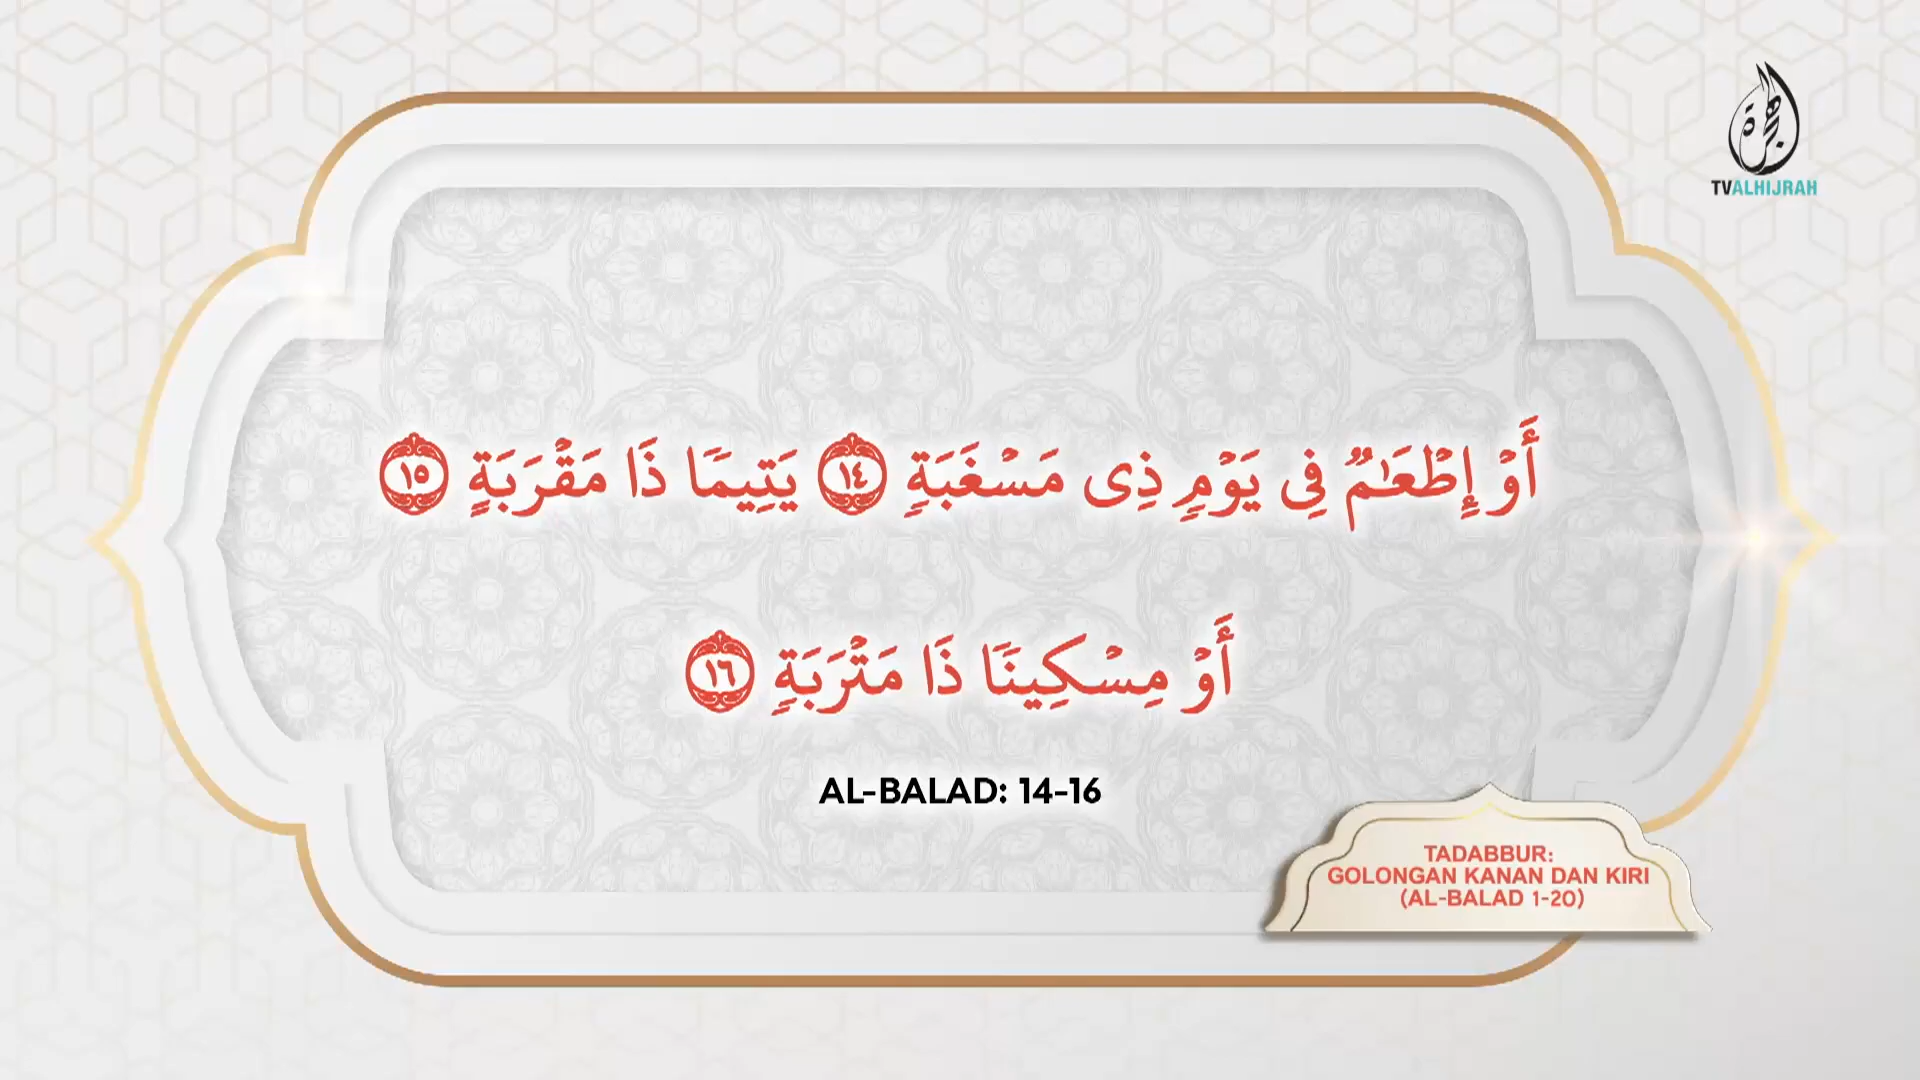 هجرة
TVALHIJRAH
أَوْ إِطْعَـٰمٌ فِى يَوْمٍ ذِى مَسْغَبَةٍ ١٤ يَتِيمًا ذَا مَقْرَبَةٍ ١٥
أَوْ مِسْكِينًا ذَا مَتْرَبَةٍ ١٦
AL-BALAD: 14-16
TADABBUR:
GOLONGAN KANAN DAN KIRI
(AL-BALAD 1-20)